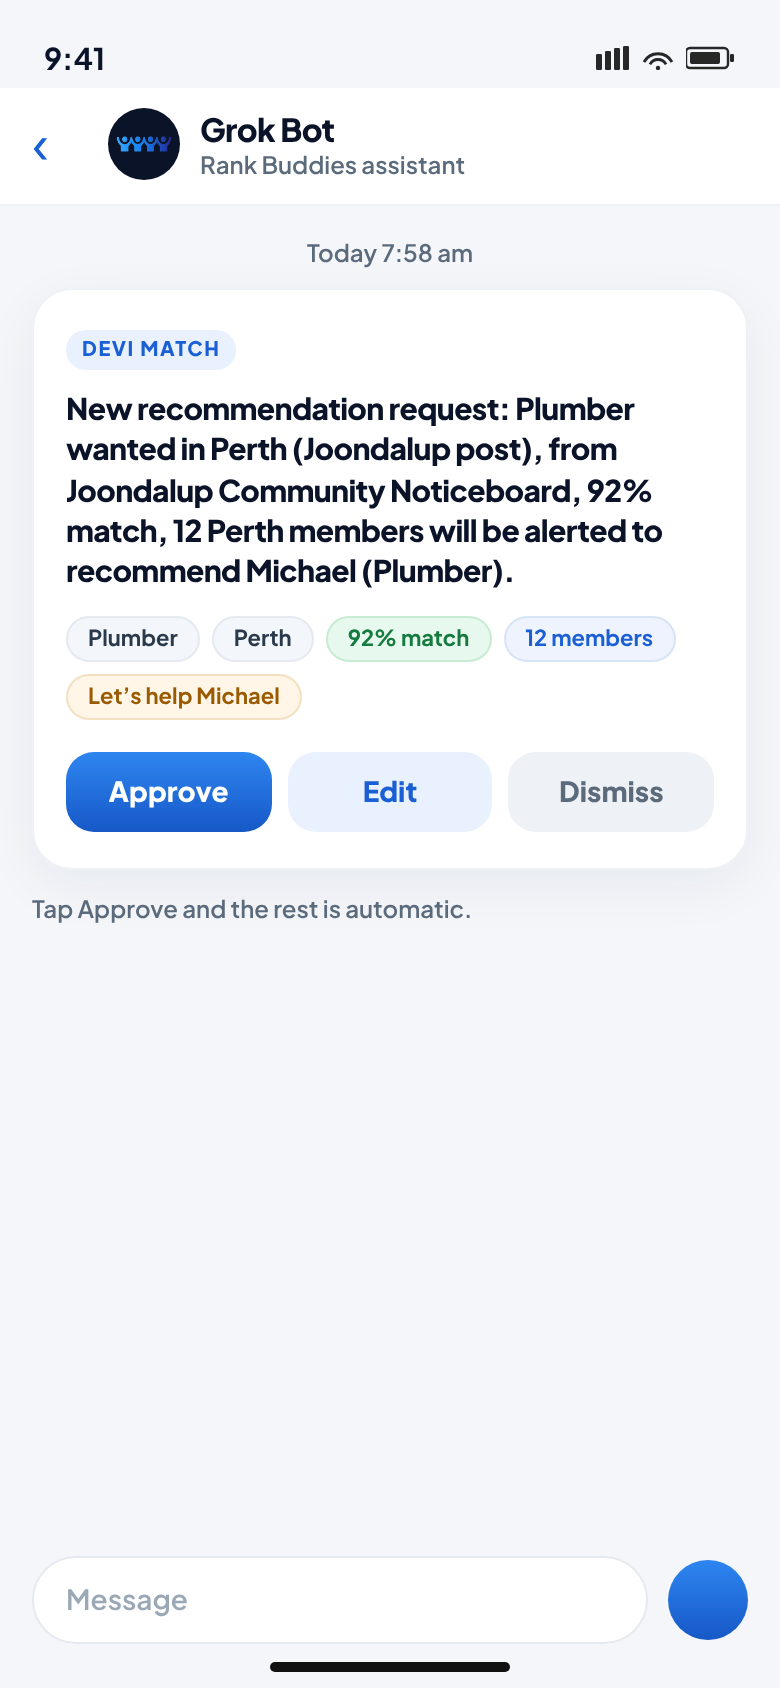 9:41
Grok Bot
Rank Buddies assistant
Today 7:58 am
DEVI MATCH
New recommendation request: Plumber
wanted in Perth (Joondalup post), from
Joondalup Community Noticeboard, 92%
match, 12 Perth members will be alerted to
recommend Michael (Plumber).
Plumber Perth 92% match 12 members
Let’s help Michael
Approve Edit Dismiss
Tap Approve and the rest is automatic.
Message